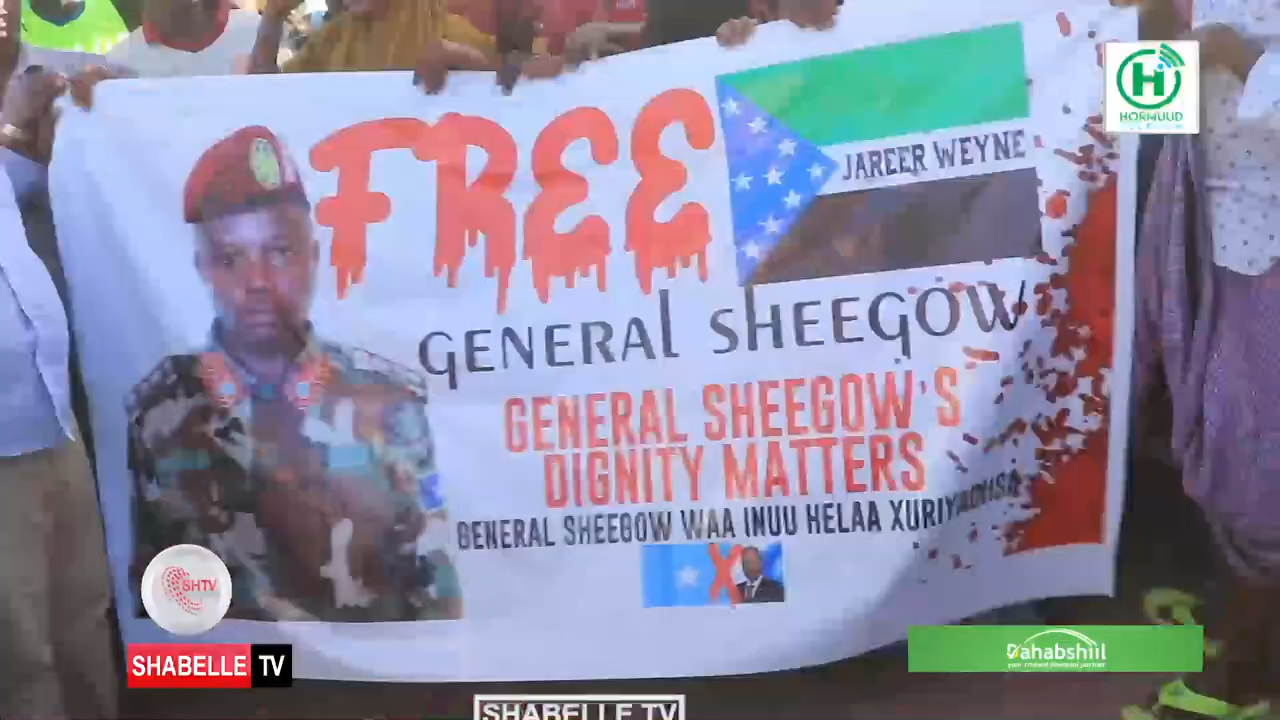 FREE
JAREER WEYNE
GENERAL SHEEGOW
GENERAL SHEEGOW'S
DIGNITY MATTERS
GENERAL SHEEGOW WAA INUU HELAA
HORMUUD
SHTV
SHABELLE TV
Dahabshiil
SHABELLE TV